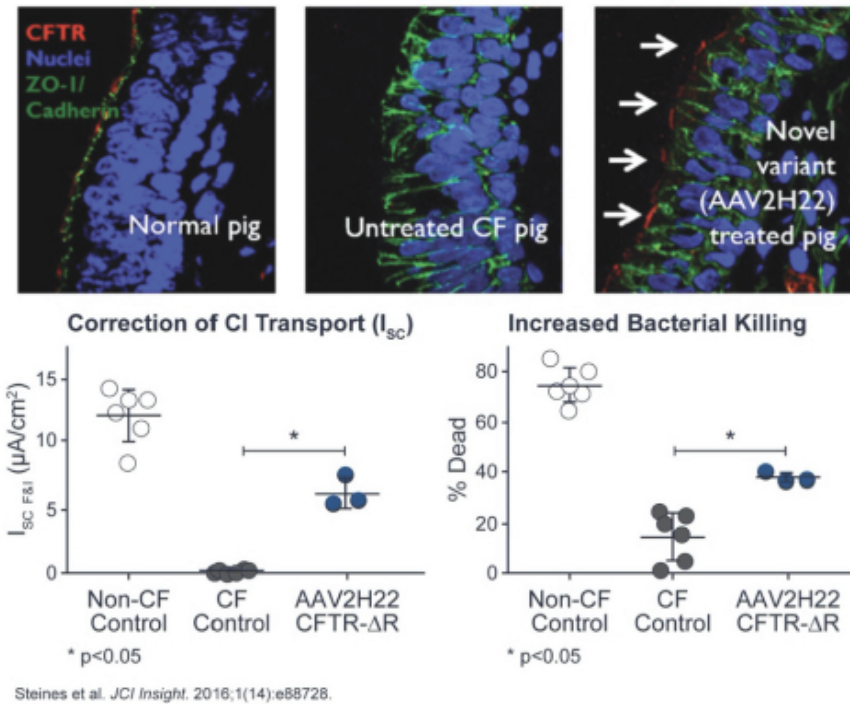 CFTR
Nuclei
ZO-1/
Cadherin
Normal pig
Untreated CF pig
Novel
variant
(AAV2H22)
treated pig
Correction of Cl Transport (I_SC)
15
10
5
0
I_SC F&I (µA/cm²)
Non-CF
Control
CF
Control
AAV2H22
CFTR-ΔR
*
* p<0.05
Increased Bacterial Killing
80
60
40
20
0
% Dead
Non-CF
Control
CF
Control
AAV2H22
CFTR-ΔR
*
* p<0.05
Steines et al. JCI Insight. 2016;1(14):e88728.